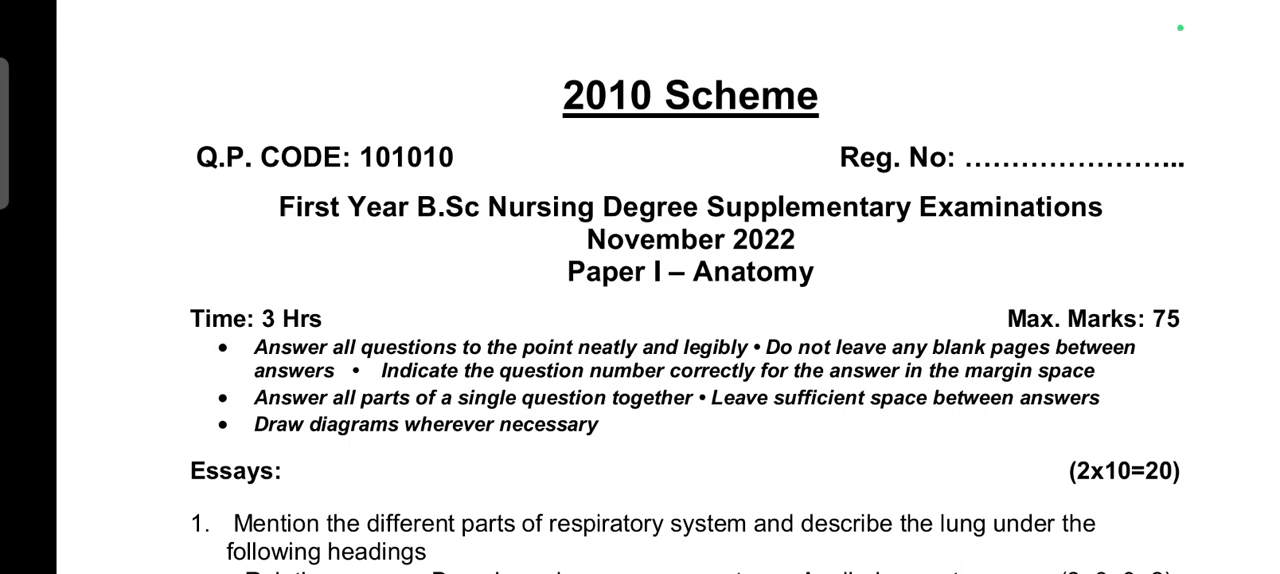 2010 Scheme
Q.P. CODE: 101010 Reg. No: ……………………...
First Year B.Sc Nursing Degree Supplementary Examinations
November 2022
Paper I – Anatomy
Time: 3 Hrs Max. Marks: 75
• Answer all questions to the point neatly and legibly • Do not leave any blank pages between
answers • Indicate the question number correctly for the answer in the margin space
• Answer all parts of a single question together • Leave sufficient space between answers
• Draw diagrams wherever necessary
Essays: (2x10=20)
1. Mention the different parts of respiratory system and describe the lung under the
following headings